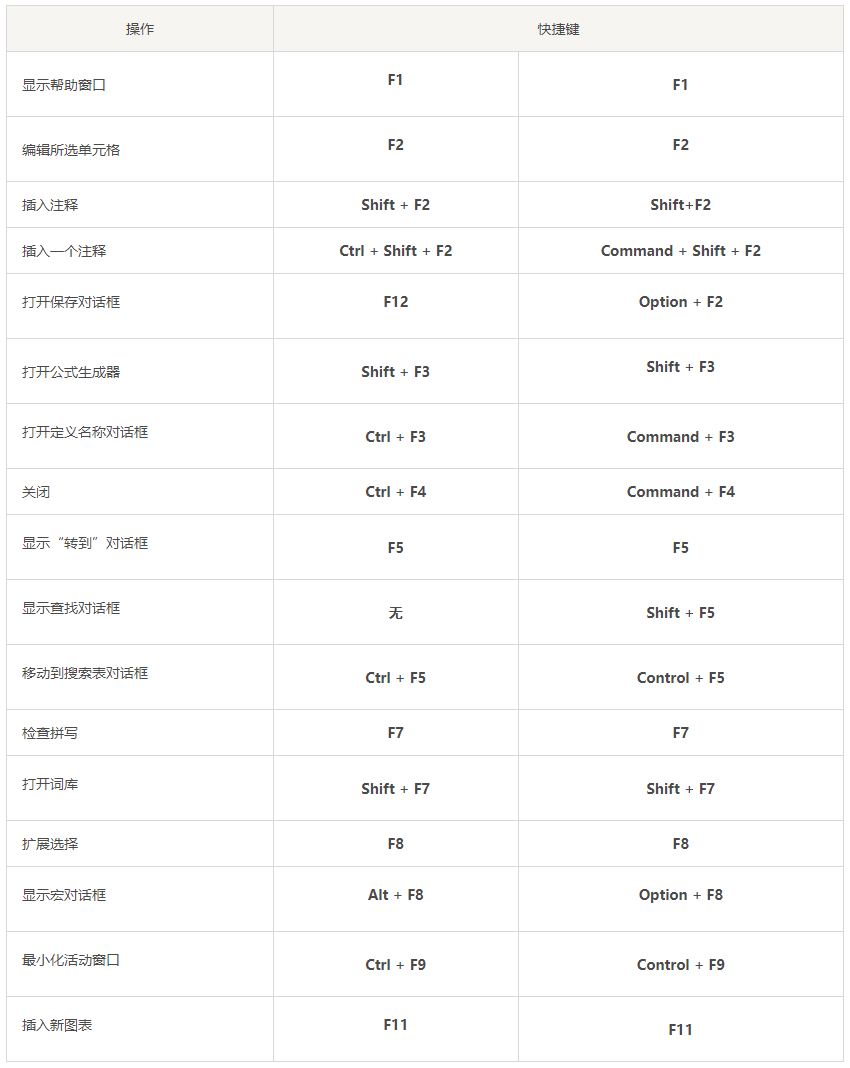 操作 快捷键
显示帮助窗口 F1 F1
编辑所选单元格 F2 F2
插入注释 Shift + F2 Shift+F2
插入一个注释 Ctrl + Shift + F2 Command + Shift + F2
打开保存对话框 F12 Option + F2
打开公式生成器 Shift + F3 Shift + F3
打开定义名称对话框 Ctrl + F3 Command + F3
关闭 Ctrl + F4 Command + F4
显示“转到”对话框 F5 F5
显示查找对话框 无 Shift + F5
移动到搜索表对话框 Ctrl + F5 Control + F5
检查拼写 F7 F7
打开词库 Shift + F7 Shift + F7
扩展选择 F8 F8
显示宏对话框 Alt + F8 Option + F8
最小化活动窗口 Ctrl + F9 Control + F9
插入新图表 F11 F11